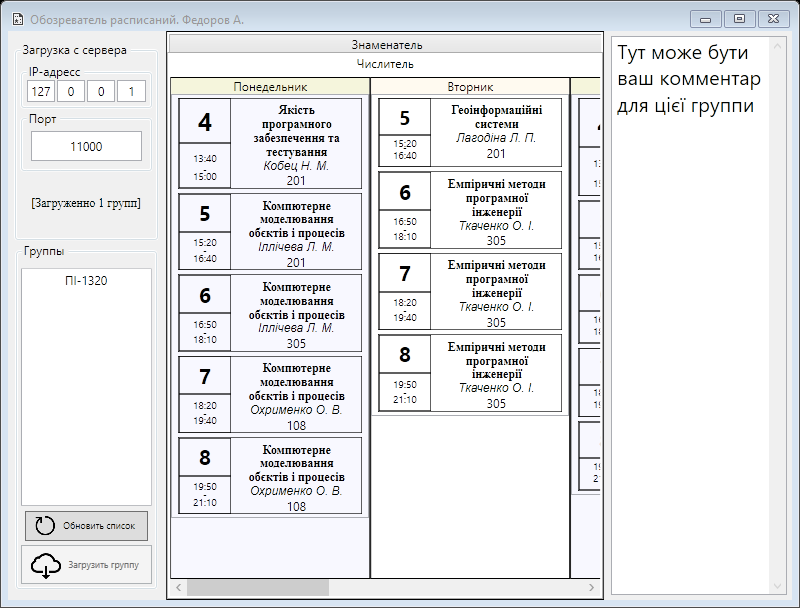 Обозреватель расписаний. Федоров А.
Загрузка с сервера
IP-адресс
127 0 0 1
Порт
11000
[Загруженно 1 групп]
Группы
ПІ-1320
Обновить список
Загрузить группу
Знаменатель
Числитель
Понедельник
4
13:40
-
15:00
Якість
програмного
забезпечення та
тестування
Кобец Н. М.
201
5
15:20
-
16:40
Компютерне
моделювання
обєктів і процесів
Іллічева Л. М.
201
6
16:50
-
18:10
Компютерне
моделювання
обєктів і процесів
Іллічева Л. М.
305
7
18:20
-
19:40
Компютерне
моделювання
обєктів і процесів
Охрименко О. В.
108
8
19:50
-
21:10
Компютерне
моделювання
обєктів і процесів
Охрименко О. В.
108
Вторник
5
15:20
-
16:40
Геоінформаційні
системи
Лагодіна Л. П.
201
6
16:50
-
18:10
Емпіричні методи
програмної
інженерії
Ткаченко О. І.
305
7
18:20
-
19:40
Емпіричні методи
програмної
інженерії
Ткаченко О. І.
305
8
19:50
-
21:10
Емпіричні методи
програмної
інженерії
Ткаченко О. І.
305
Тут може бути
ваш комментар
для цієї группи